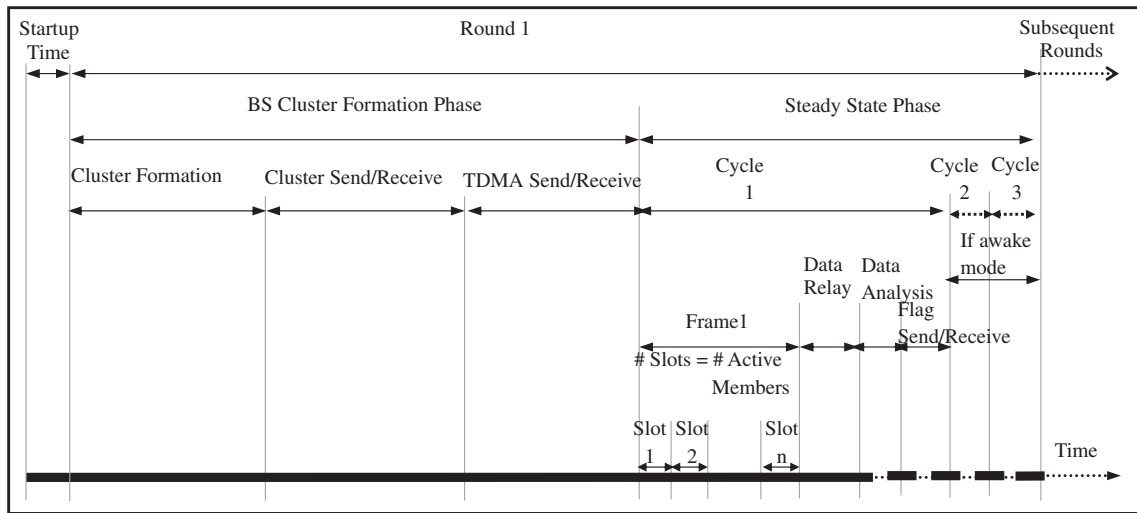 Startup
Time
Round 1
Subsequent
Rounds
BS Cluster Formation Phase
Steady State Phase
Cluster Formation
Cluster Send/Receive
TDMA Send/Receive
Cycle
1
Cycle
2
Cycle
3
If awake
mode
Data
Relay
Data
Analysis
Flag
Send/Receive
Frame1
# Slots = # Active
Members
Slot
1
Slot
2
Slot
n
Time